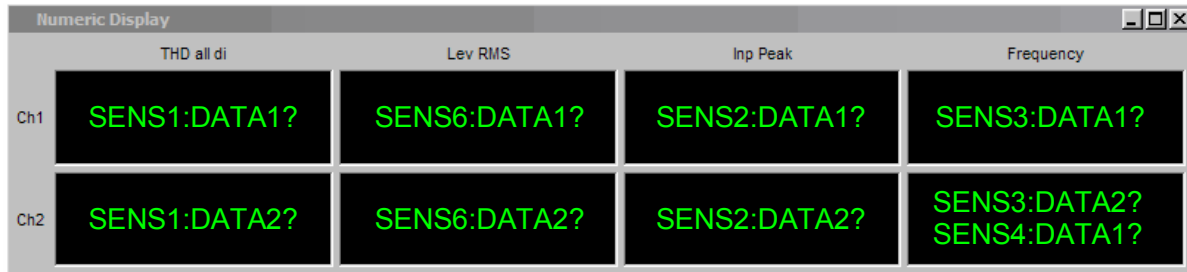 Numeric Display
THD all di Lev RMS Inp Peak Frequency
Ch1 SENS1:DATA1? SENS6:DATA1? SENS2:DATA1? SENS3:DATA1?
Ch2 SENS1:DATA2? SENS6:DATA2? SENS2:DATA2? SENS3:DATA2?
SENS4:DATA1?